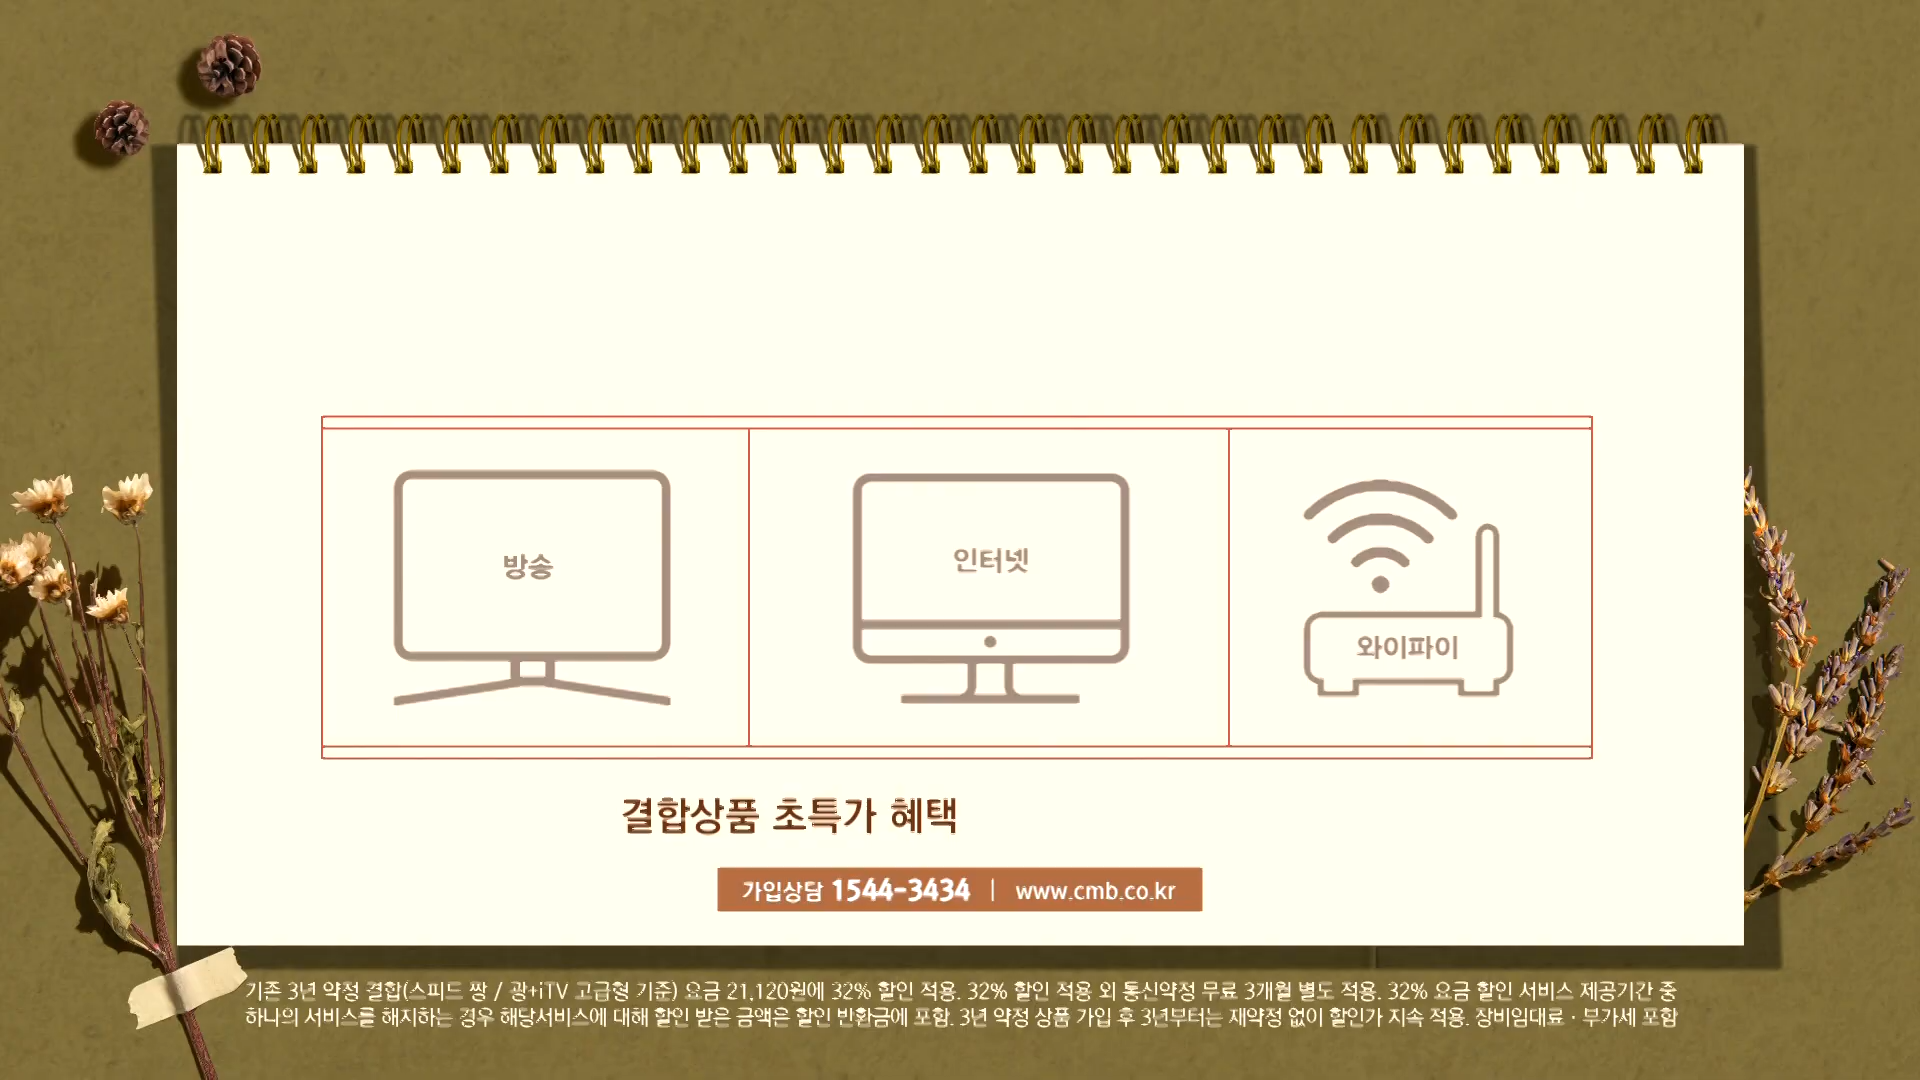 방송
인터넷
와이파이
결합상품 초특가 혜택
가입상담 1544-3434 | www.cmb.co.kr
기존 3년 약정 결합(스피드 짱 / 광+iTV 고급형 기준) 요금 21,120원에 32% 할인 적용. 32% 할인 적용 외 통신약정 무료 3개월 별도 적용. 32% 요금 할인 서비스 제공기간 중
하나의 서비스를 해지하는 경우 해당서비스에 대해 할인 받은 금액은 할인 반환금에 포함. 3년 약정 상품 가입 후 3년부터는 재약정 없이 할인가 지속 적용. 장비임대료 · 부가세 포함